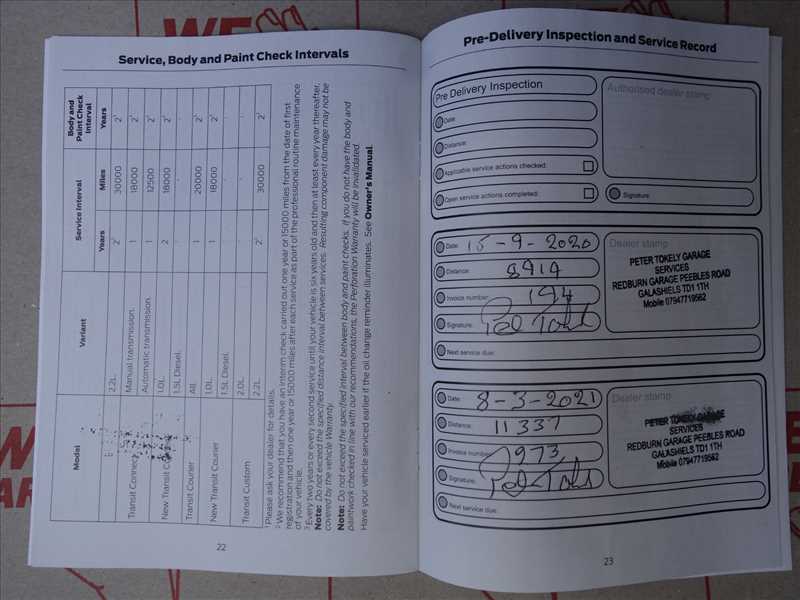 Service, Body and Paint Check Intervals
Model Variant Service Interval Body and Paint Check Interval
Years Miles Years
2.2L 2 30000 2
Transit Connect Manual transmission. 1 18000 2
Automatic transmission. 1 12500 2
New Transit 1.0L 2 18000 2
1.5L Diesel. - - -
Transit Courier All. 1 20000 2
New Transit Courier 1.0L 1 18000 2
1.5L Diesel. - - -
Transit Custom 2.0L - - -
2.2L 2 30000 2
Please ask your dealer for details.
We recommend that you have an interim check carried out one year or 15000 miles from the date of first
registration and then one year or 15000 miles after each service as part of the professional routine maintenance
of your vehicle.
Every two years or every second service until your vehicle is six years old and then at least every year thereafter.
Note: Do not exceed the specified distance interval between services. Resulting component damage may not be
covered by the vehicle Warranty.
Note: Do not exceed the specified interval between body and paint checks. If you do not have the body and
paintwork checked in line with our recommendations, the Perforation Warranty will be invalidated.
Have your vehicle serviced earlier if the oil change reminder illuminates. See Owner's Manual.
22
Pre-Delivery Inspection and Service Record
Pre Delivery Inspection
Date:
Distance:
Applicable service actions checked:
Open service actions completed:
Authorised dealer stamp
Signature:
Date: 15-9-2020
Distance: 8914
Invoice number: 194
Signature:
Next service due:
Dealer stamp
PETER TOKELY GARAGE
SERVICES
REDBURN GARAGE PEEBLES ROAD
GALASHIELS TD1 1TH
Mobile 07947719562
Date: 8-3-2021
Distance: 11337
Invoice number: 973
Signature:
Next service due:
Dealer stamp
PETER TOKELY GARAGE
SERVICES
REDBURN GARAGE PEEBLES ROAD
GALASHIELS TD1 1TH
Mobile 07947719562
23